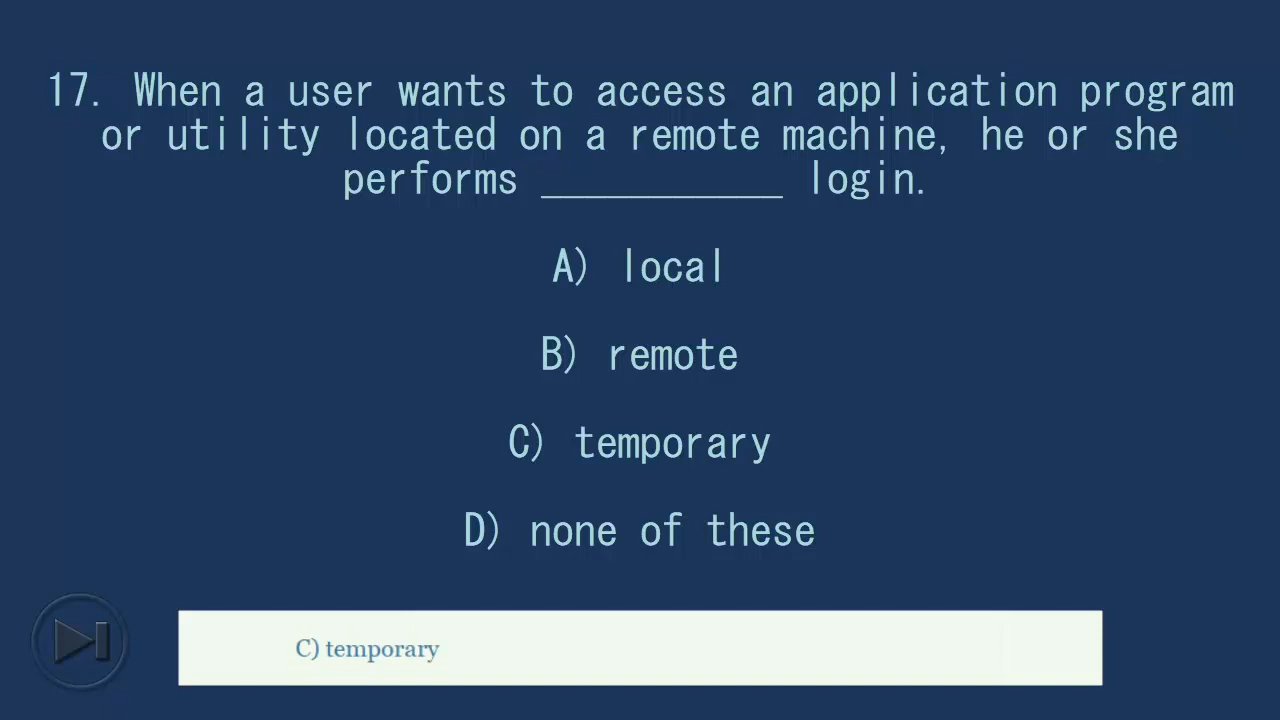 17. When a user wants to access an application program
or utility located on a remote machine, he or she
performs ___________ login.
A) local
B) remote
C) temporary
D) none of these
C) temporary